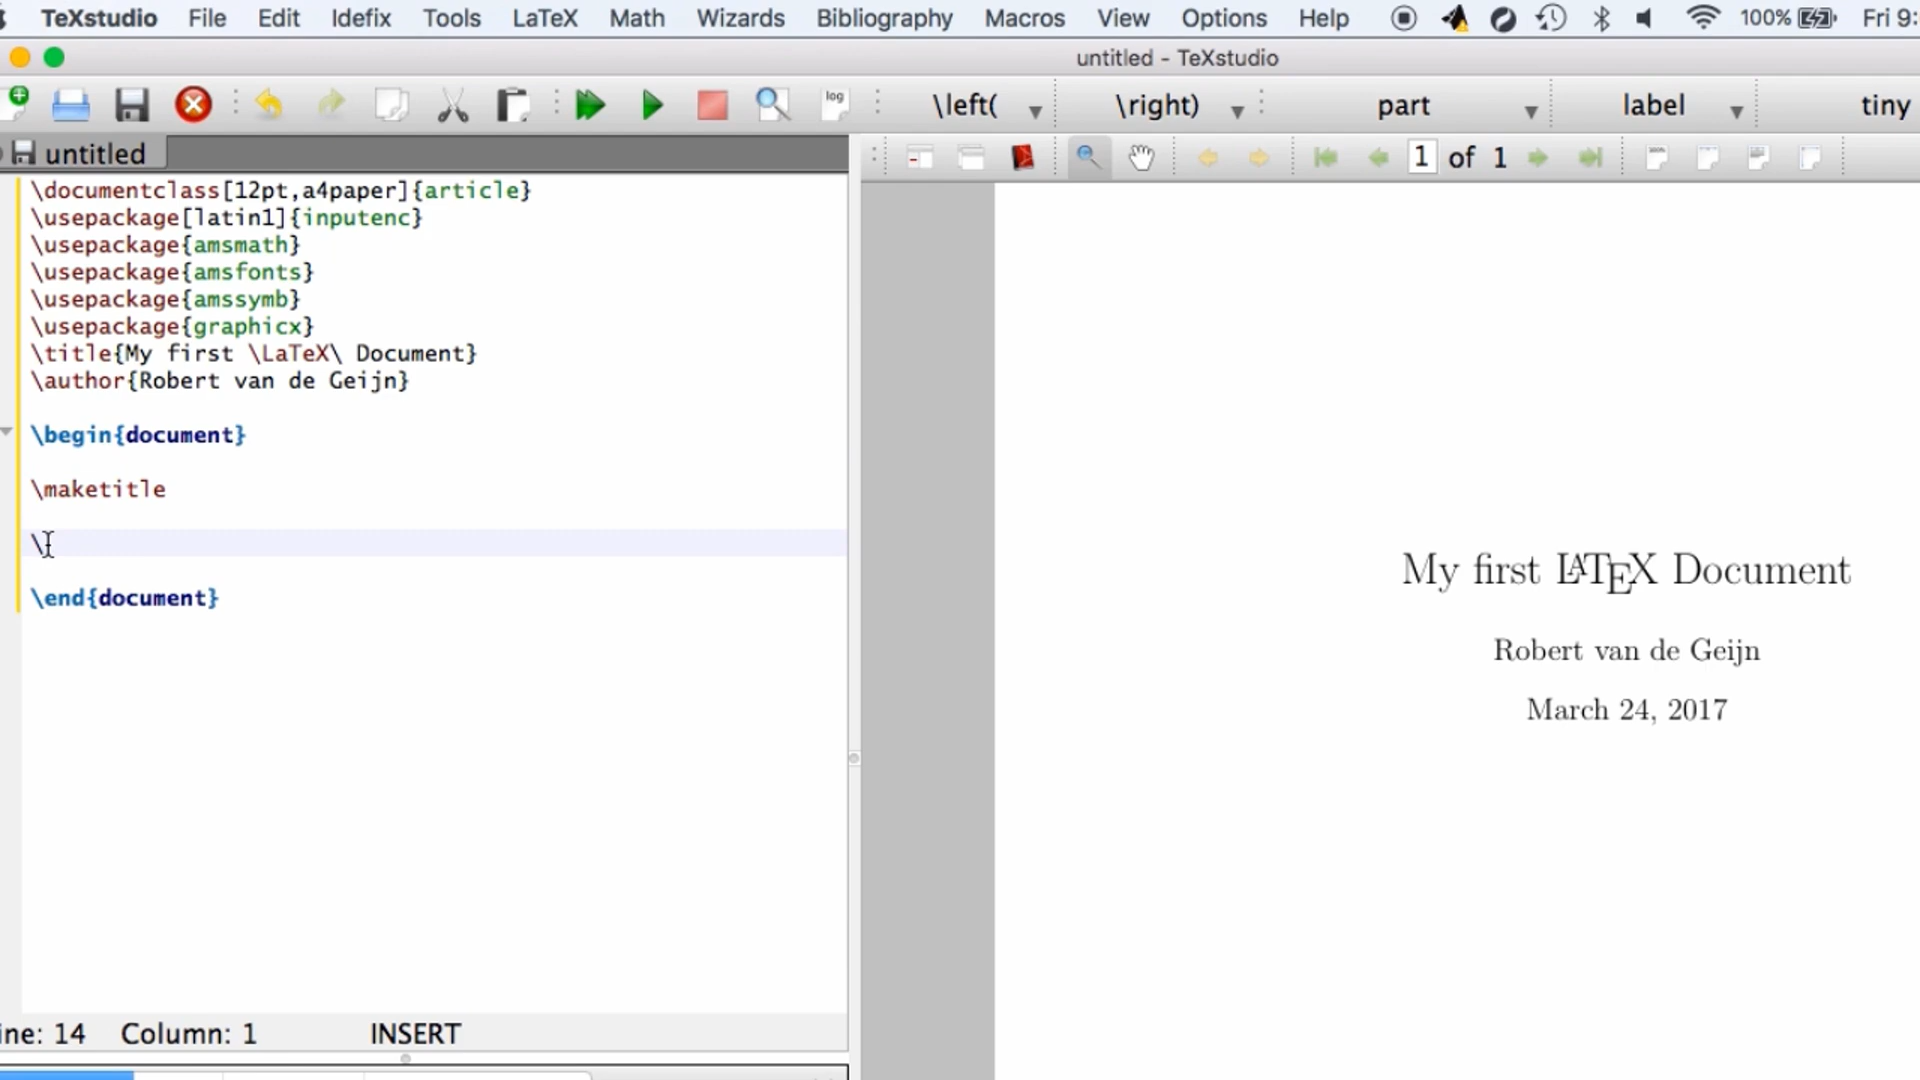 TeXstudio File Edit Idefix Tools LaTeX Math Wizards Bibliography Macros View Options Help 100% Fri 9:
untitled - TeXstudio
log \left( \right) part label tiny
untitled
1 of 1
\documentclass[12pt,a4paper]{article}
\usepackage[latin1]{inputenc}
\usepackage{amsmath}
\usepackage{amsfonts}
\usepackage{amssymb}
\usepackage{graphicx}
\title{My first \LaTeX\ Document}
\author{Robert van de Geijn}
\begin{document}
\maketitle
\
\end{document}
My first LATEX Document
Robert van de Geijn
March 24, 2017
ine: 14 Column: 1 INSERT